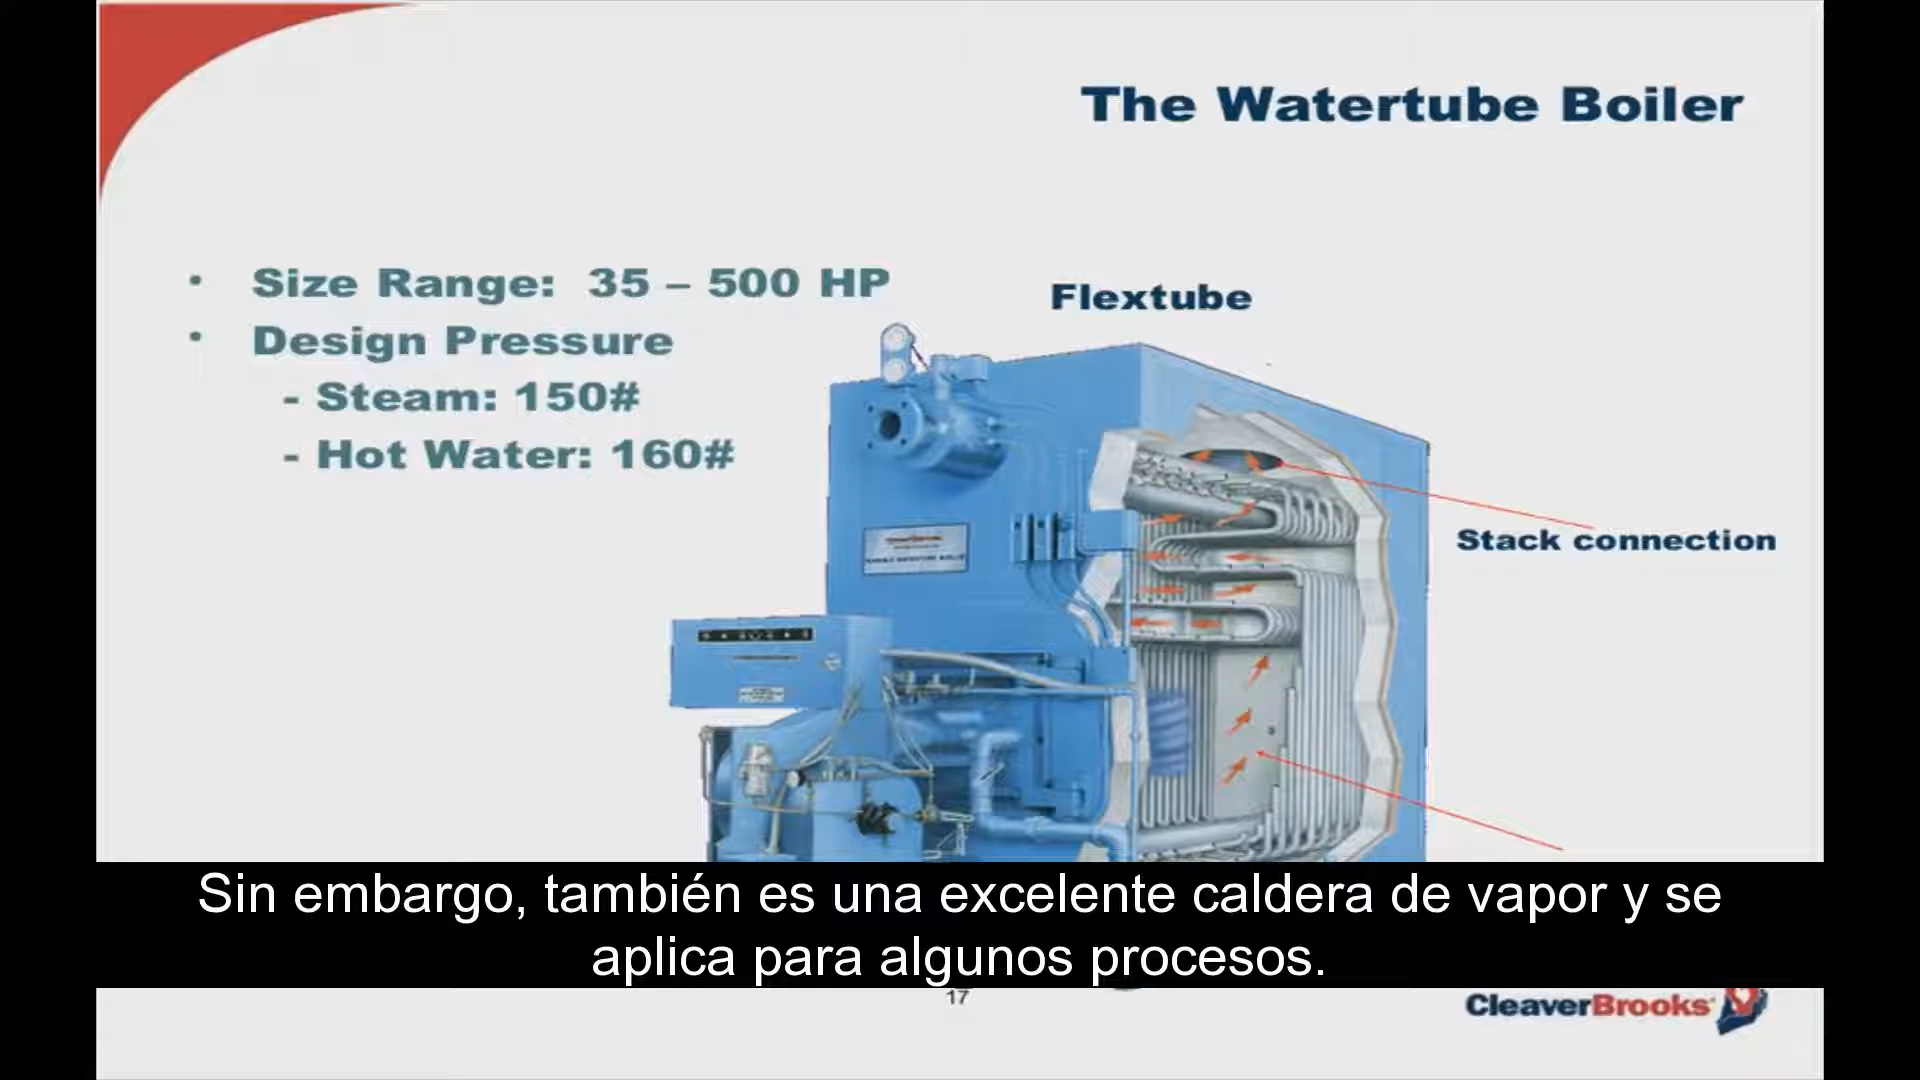 The Watertube Boiler
• Size Range: 35 – 500 HP
• Design Pressure
- Steam: 150#
- Hot Water: 160#
Flextube
Stack connection
Sin embargo, también es una excelente caldera de vapor y se
aplica para algunos procesos.
17
CleaverBrooks